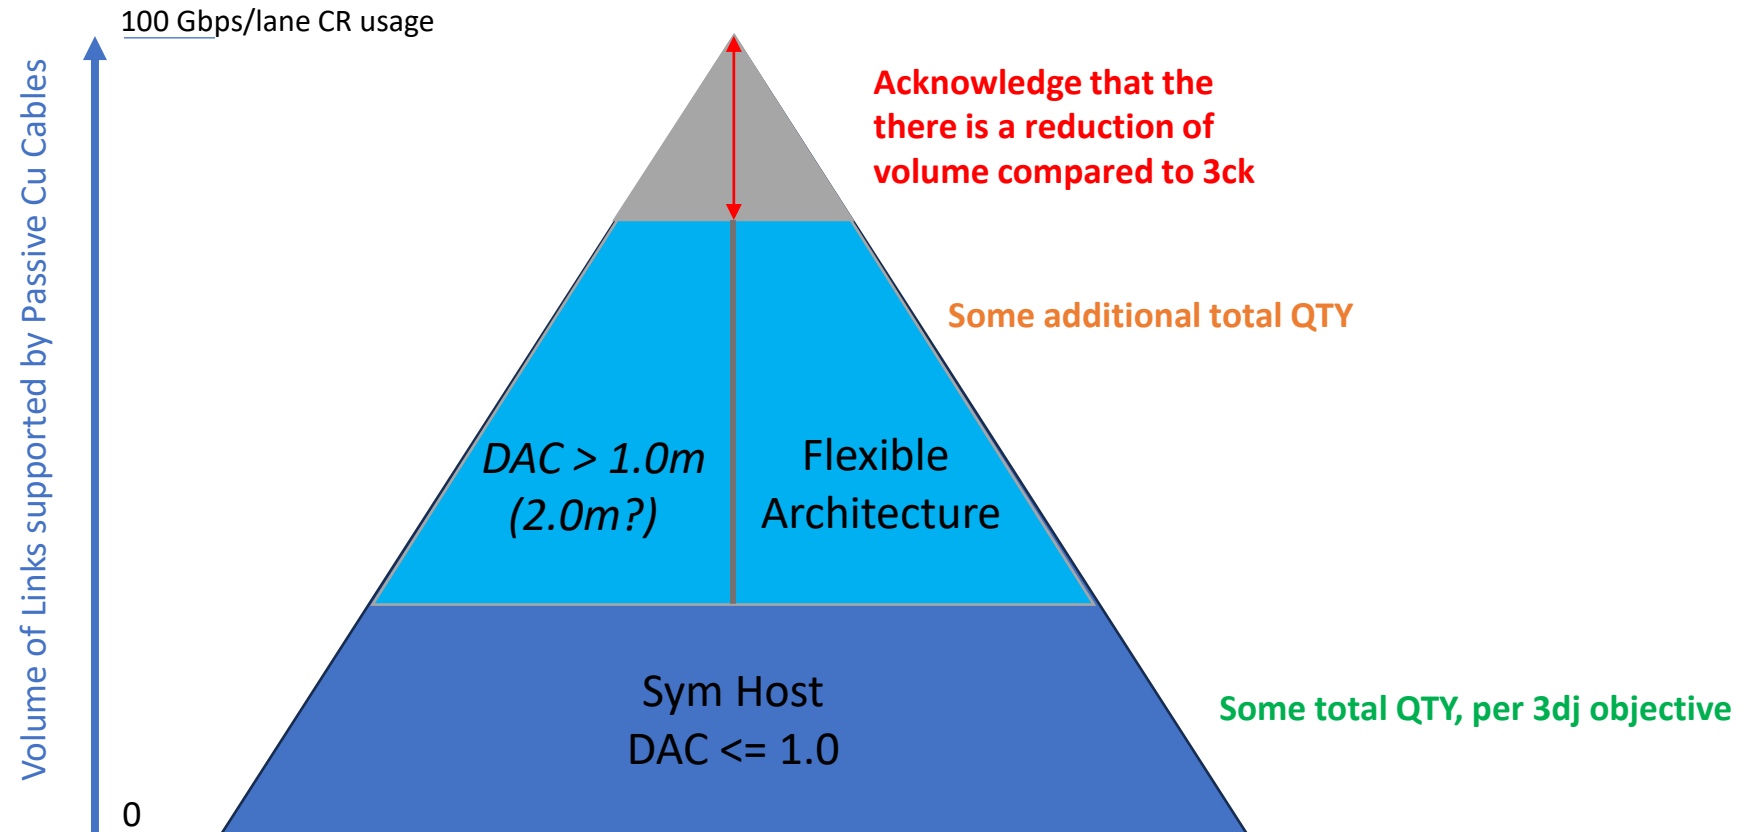 100 Gbps/lane CR usage
Volume of Links supported by Passive Cu Cables
Acknowledge that the
there is a reduction of
volume compared to 3ck
Some additional total QTY
DAC > 1.0m
(2.0m?)
Flexible
Architecture
Sym Host
DAC <= 1.0
Some total QTY, per 3dj objective
0